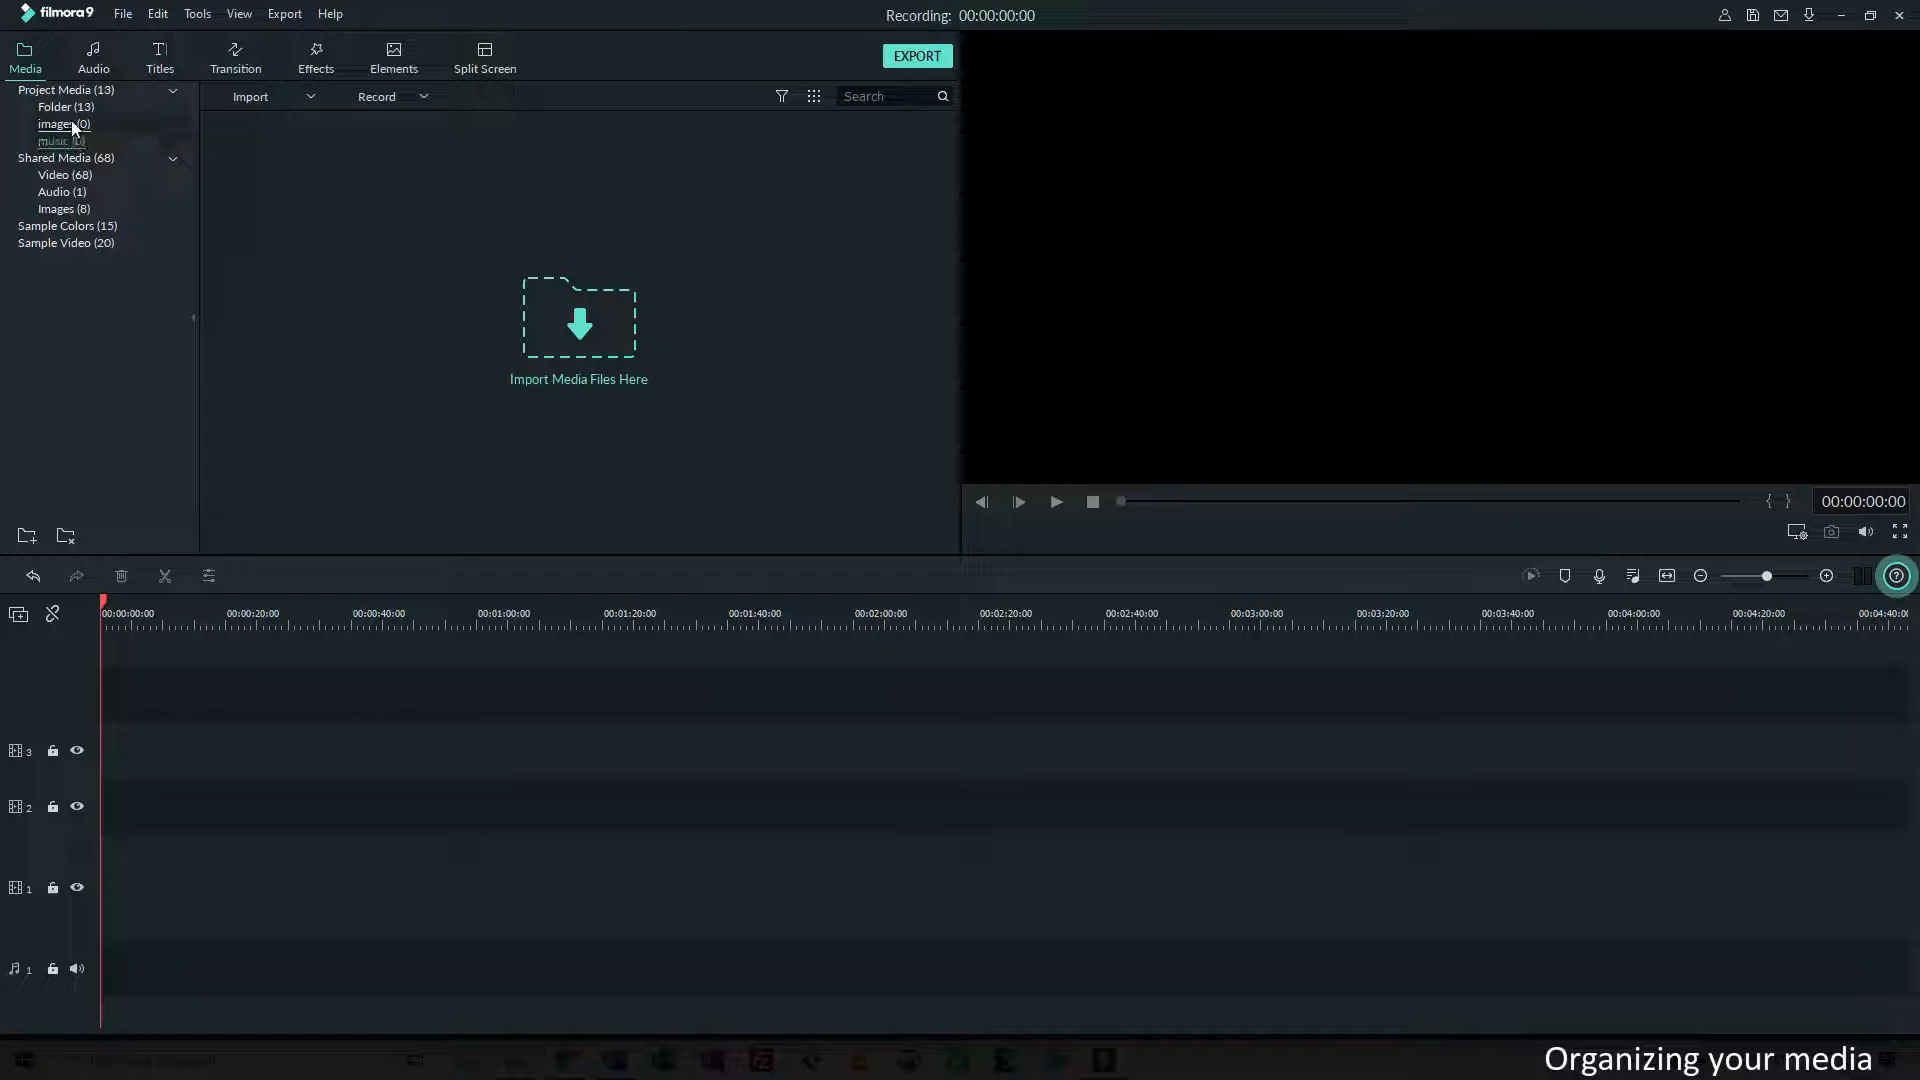 filmora9 File Edit Tools View Export Help Recording: 00:00:00:00
Media Audio Titles Transition Effects Elements Split Screen EXPORT
Project Media (13)
Import Record Search
Folder (13)
images (0)
music
Shared Media (68)
Video (68)
Audio (1)
Images (8)
Sample Colors (15)
Sample Video (20)
Import Media Files Here
{ } 00:00:00:00
00:00:00:00 00:00:20:00 00:00:40:00 00:01:00:00 00:01:20:00 00:01:40:00 00:02:00:00 00:02:20:00 00:02:40:00 00:03:00:00 00:03:20:00 00:03:40:00 00:04:00:00 00:04:20:00 00:04:40:00
3
2
1
1
Organizing your media